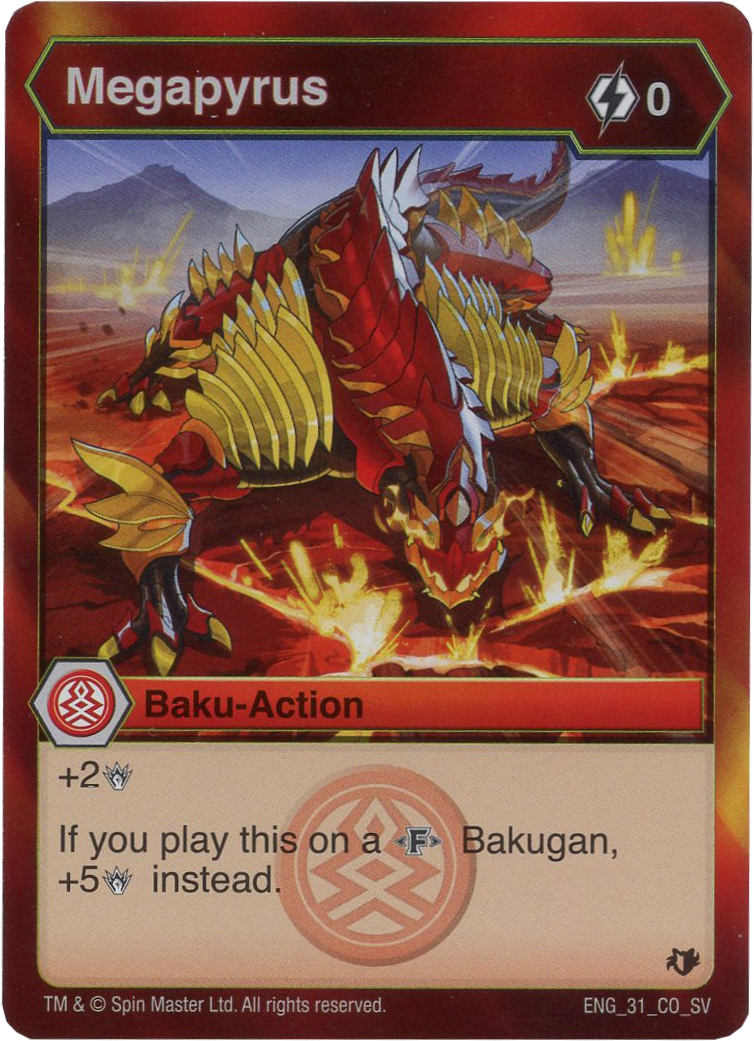 Megapyrus
0
Baku-Action
+2
If you play this on a F Bakugan,
+5 instead.
TM & © Spin Master Ltd. All rights reserved.
ENG_31_CO_SV